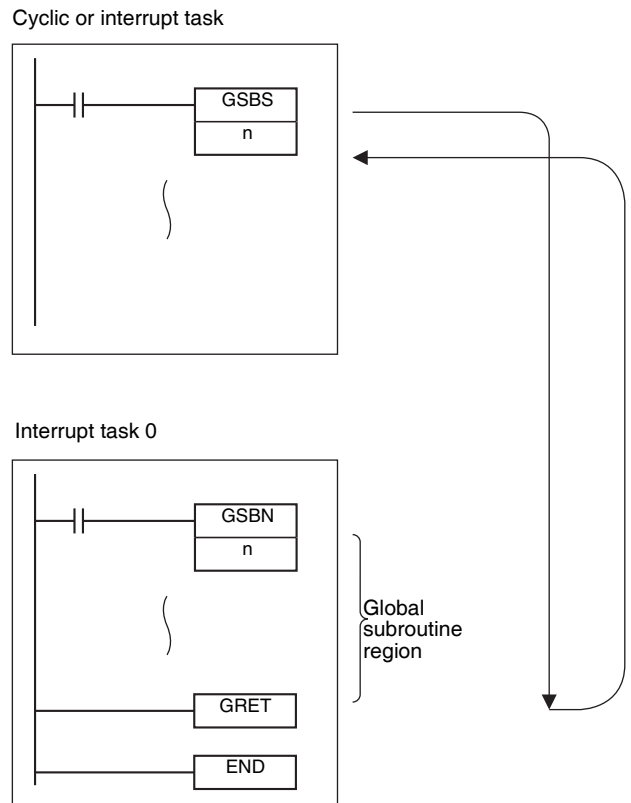 Cyclic or interrupt task
GSBS
n
Interrupt task 0
GSBN
n
Global
subroutine
region
GRET
END